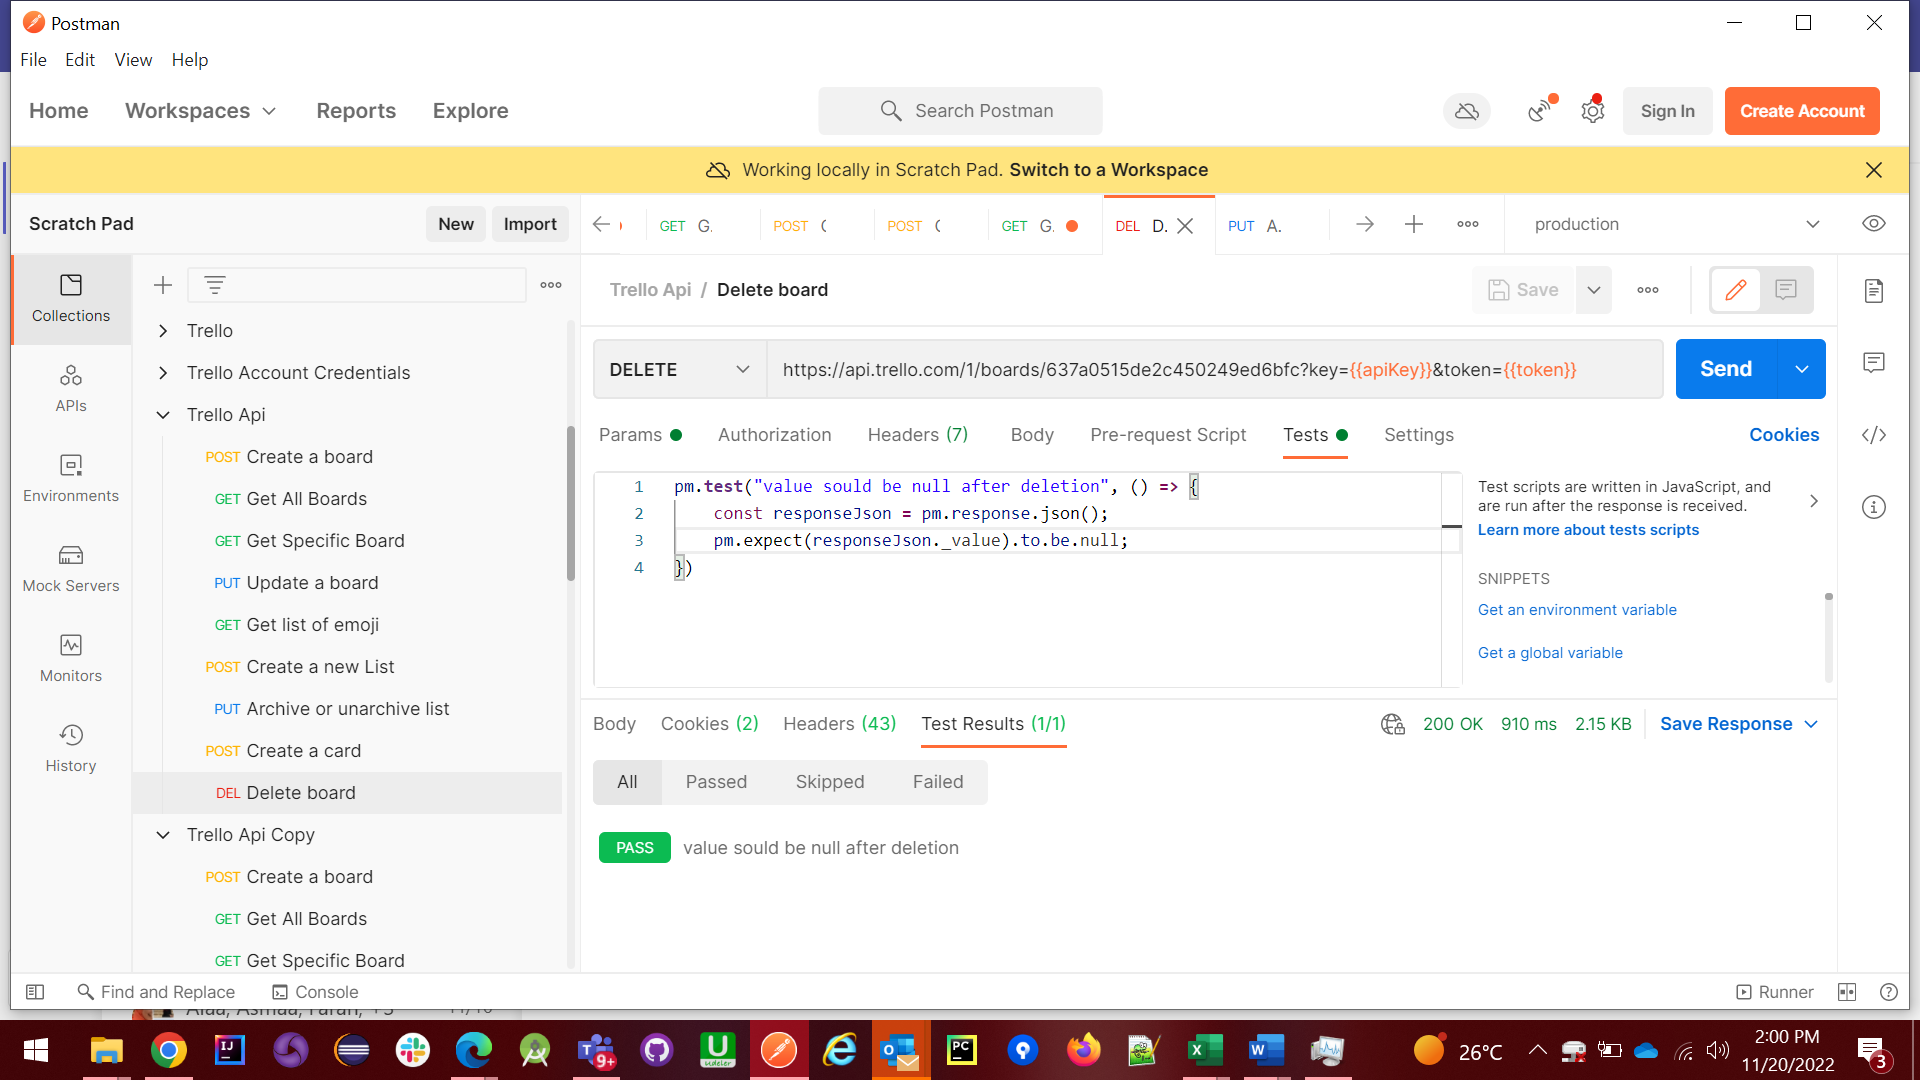 Postman
File Edit View Help
Home Workspaces Reports Explore
Search Postman
Sign In
Create Account
Working locally in Scratch Pad. Switch to a Workspace
Scratch Pad
New Import
GET G.
POST
POST
GET G.
DEL D.
PUT A.
production
Collections
APIs
Environments
Mock Servers
Monitors
History
Trello
Trello Account Credentials
Trello Api
POST Create a board
GET Get All Boards
GET Get Specific Board
PUT Update a board
GET Get list of emoji
POST Create a new List
PUT Archive or unarchive list
POST Create a card
DEL Delete board
Trello Api Copy
POST Create a board
GET Get All Boards
GET Get Specific Board
Trello Api / Delete board
Save
DELETE
https://api.trello.com/1/boards/637a0515de2c450249ed6bfc?key={{apiKey}}&token={{token}}
Send
Params Authorization Headers (7) Body Pre-request Script Tests Settings
Cookies
1 pm.test("value sould be null after deletion", () => {
2 const responseJson = pm.response.json();
3 pm.expect(responseJson._value).to.be.null;
4 })
Test scripts are written in JavaScript, and
are run after the response is received.
Learn more about tests scripts
SNIPPETS
Get an environment variable
Get a global variable
Body Cookies (2) Headers (43) Test Results (1/1)
200 OK 910 ms 2.15 KB
Save Response
All Passed Skipped Failed
PASS value sould be null after deletion
Find and Replace
Console
Runner
IJ
T
9+
U
udeler
PC
X
W
26°C
2:00 PM
11/20/2022
3